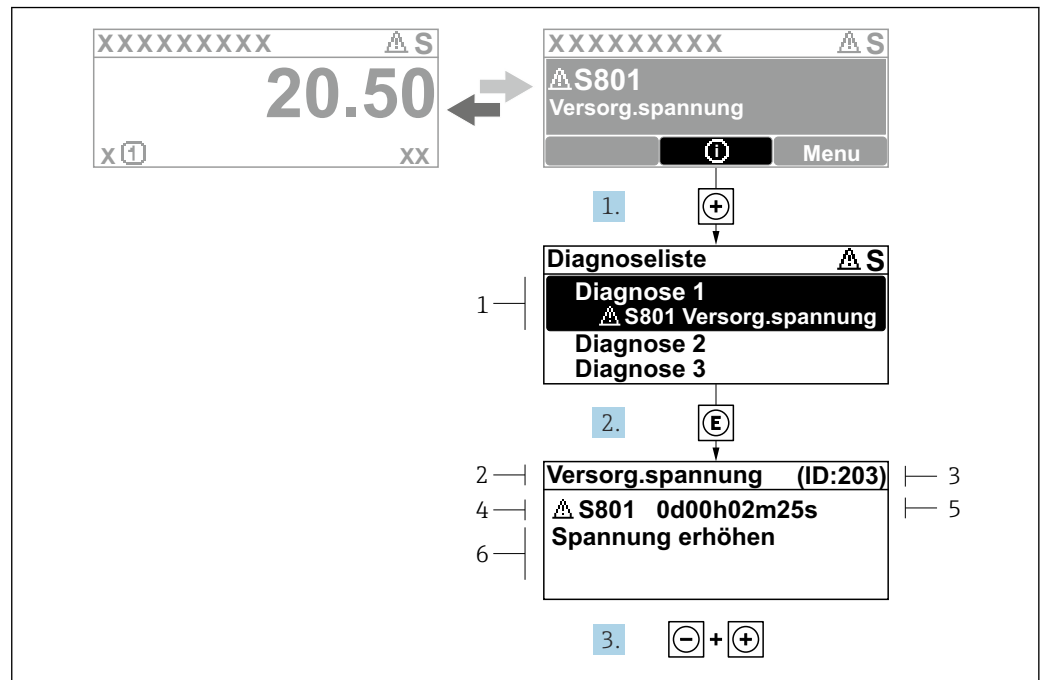 XXXXXXXXX ⚠ S
20.50
x 1 xx
XXXXXXXXX ⚠ S
⚠ S801
Versorg.spannung
i Menu
1. +
Diagnoseliste ⚠ S
1 Diagnose 1
⚠ S801 Versorg.spannung
Diagnose 2
Diagnose 3
2. E
2 Versorg.spannung (ID:203) 3
4 ⚠ S801 0d00h02m25s 5
6 Spannung erhöhen
3. - + +